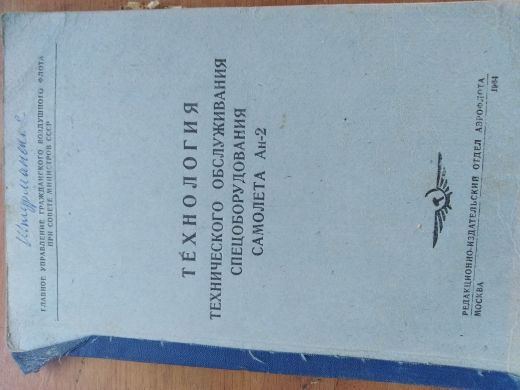 ГЛАВНОЕ УПРАВЛЕНИЕ ГРАЖДАНСКОГО ВОЗДУШНОГО ФЛОТА
ПРИ СОВЕТЕ МИНИСТРОВ СССР
ТЕХНОЛОГИЯ
ТЕХНИЧЕСКОГО ОБСЛУЖИВАНИЯ
СПЕЦОБОРУДОВАНИЯ
САМОЛЕТА Ан-2
РЕДАКЦИОННО-ИЗДАТЕЛЬСКИЙ ОТДЕЛ АЭРОФЛОТА
МОСКВА 1964